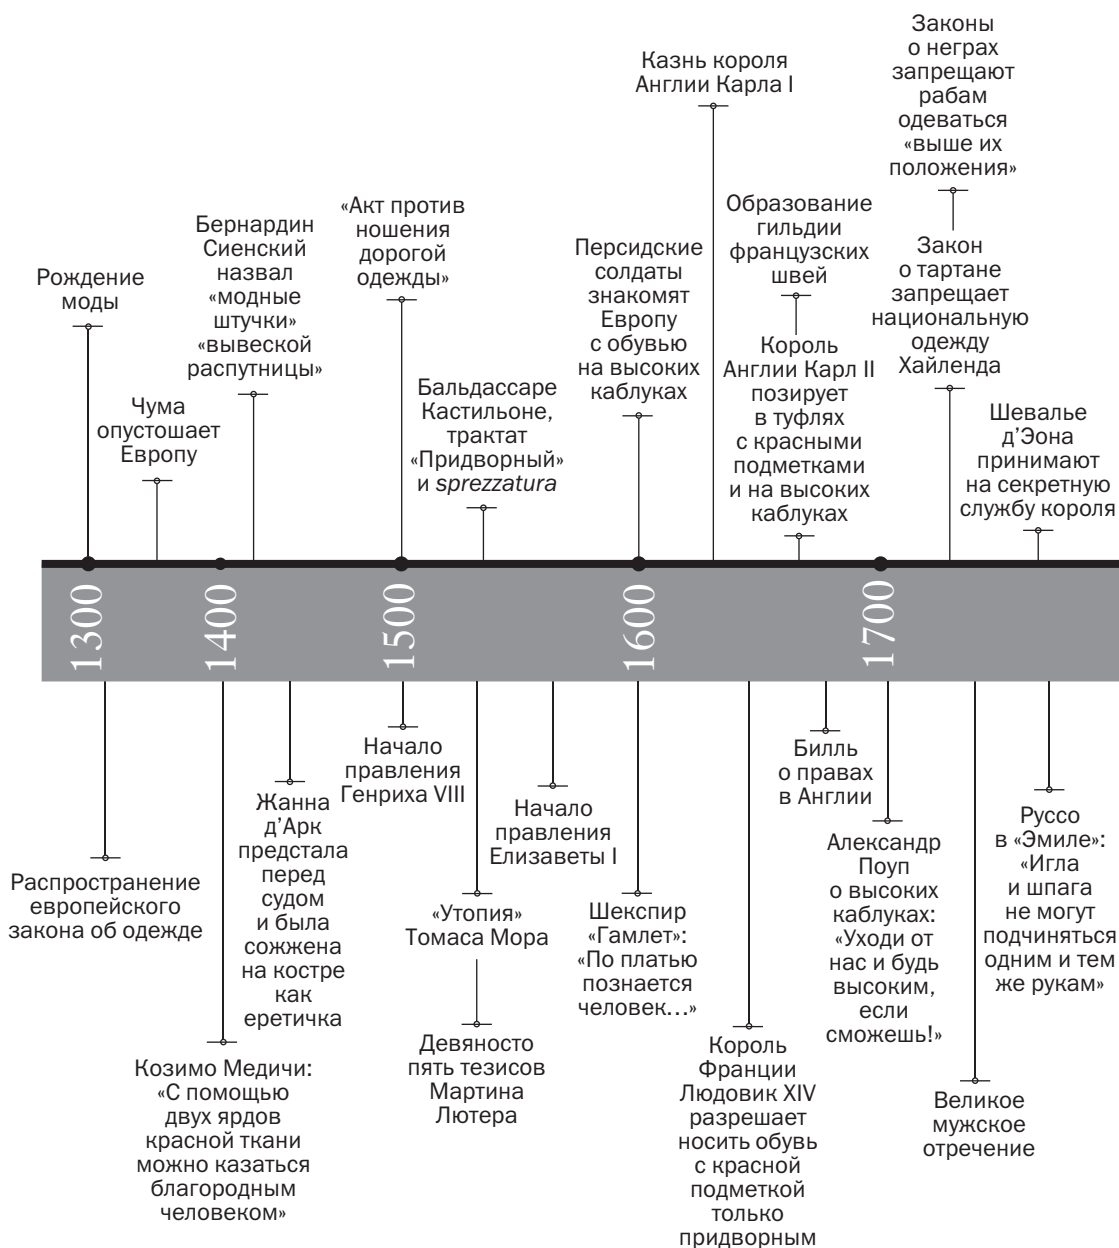 Рождение
моды
Чума
опустошает
Европу
Бернардин
Сиенский
назвал
«модные
штучки»
«вывеской
распутницы»
«Акт против
ношения
дорогой
одежды»
Бальдассаре
Кастильоне,
трактат
«Придворный»
и sprezzatura
Персидские
солдаты
знакомят
Европу
с обувью
на высоких
каблуках
Казнь короля
Англии Карла I
Образование
гильдии
французских
швей
Король
Англии Карл II
позирует
в туфлях
с красными
подметками
и на высоких
каблуках
Законы
о неграх
запрещают
рабам
одеваться
«выше их
положения»
Закон
о тартане
запрещает
национальную
одежду
Хайленда
Шевалье
д’Эона
принимают
на секретную
службу короля
1300
1400
1500
1600
1700
Распространение
европейского
закона об одежде
Козимо Медичи:
«С помощью
двух ярдов
красной ткани
можно казаться
благородным
человеком»
Жанна
д’Арк
предстала
перед
судом
и была
сожжена
на костре
как
еретичка
Начало
правления
Генриха VIII
«Утопия»
Томаса Мора
Девяносто
пять тезисов
Мартина
Лютера
Начало
правления
Елизаветы I
Шекспир
«Гамлет»:
«По платью
познается
человек...»
Король
Франции
Людовик XIV
разрешает
носить обувь
с красной
подметкой
только
придворным
Билль
о правах
в Англии
Александр
Поуп
о высоких
каблуках:
«Уходи от
нас и будь
высоким,
если
сможешь!»
Великое
мужское
отречение
Руссо
в «Эмиле»:
«Игла
и шпага
не могут
подчиняться
одним и тем
же рукам»